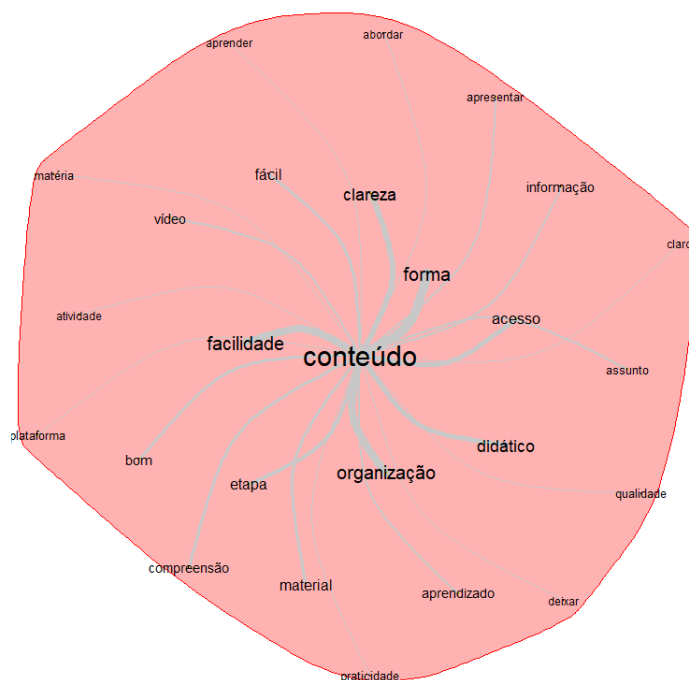 abordar
aprender
apresentar
fácil
matéria
informação
clareza
vídeo
claro
forma
atividade
acesso
facilidade
conteúdo
assunto
plataforma
didático
bom
organização
etapa
qualidade
compreensão
material
aprendizado
deixar
praticidade